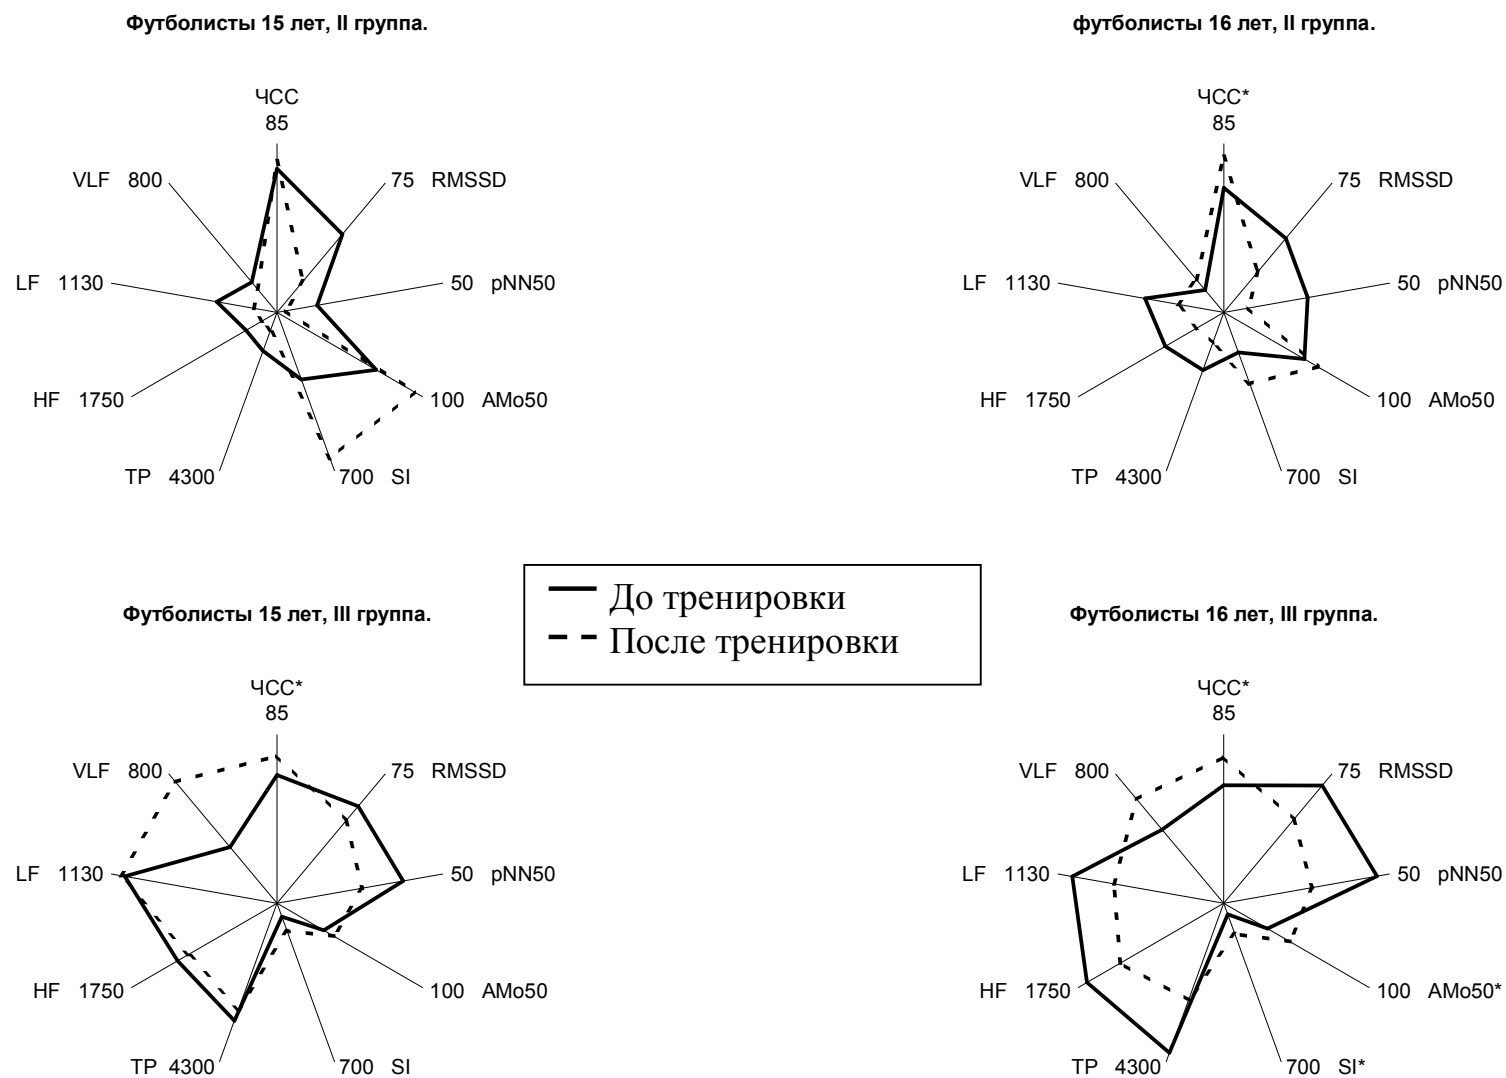 Футболисты 15 лет, II группа.
ЧСС
85
VLF 800
75 RMSSD
LF 1130
50 pNN50
HF 1750
100 AMo50
TP 4300
700 SI
футболисты 16 лет, II группа.
ЧСС*
85
VLF 800
75 RMSSD
LF 1130
50 pNN50
HF 1750
100 AMo50
TP 4300
700 SI
До тренировки
После тренировки
Футболисты 15 лет, III группа.
ЧСС*
85
VLF 800
75 RMSSD
LF 1130
50 pNN50
HF 1750
100 AMo50
TP 4300
700 SI
Футболисты 16 лет, III группа.
ЧСС*
85
VLF 800
75 RMSSD
LF 1130
50 pNN50
HF 1750
100 AMo50*
TP 4300
700 SI*